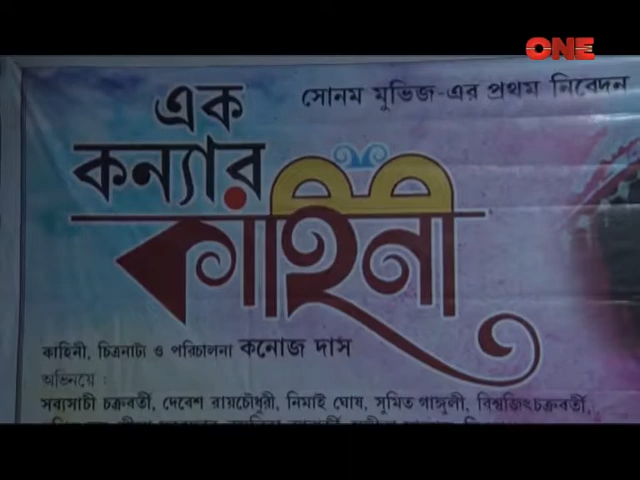 ONE
সোনম মুভিজ-এর প্রথম নিবেদন
এক
কন্যার
কাহিনী
কাহিনী, চিত্রনাট্য ও পরিচালনা কনোজ দাস
অভিনয়ে :
সব্যসাচী চক্রবর্তী, দেবেশ রায়চৌধুরী, নিমাই ঘোষ, সুমিত গাঙ্গুলী, বিশ্বজিৎ চক্রবর্তী,